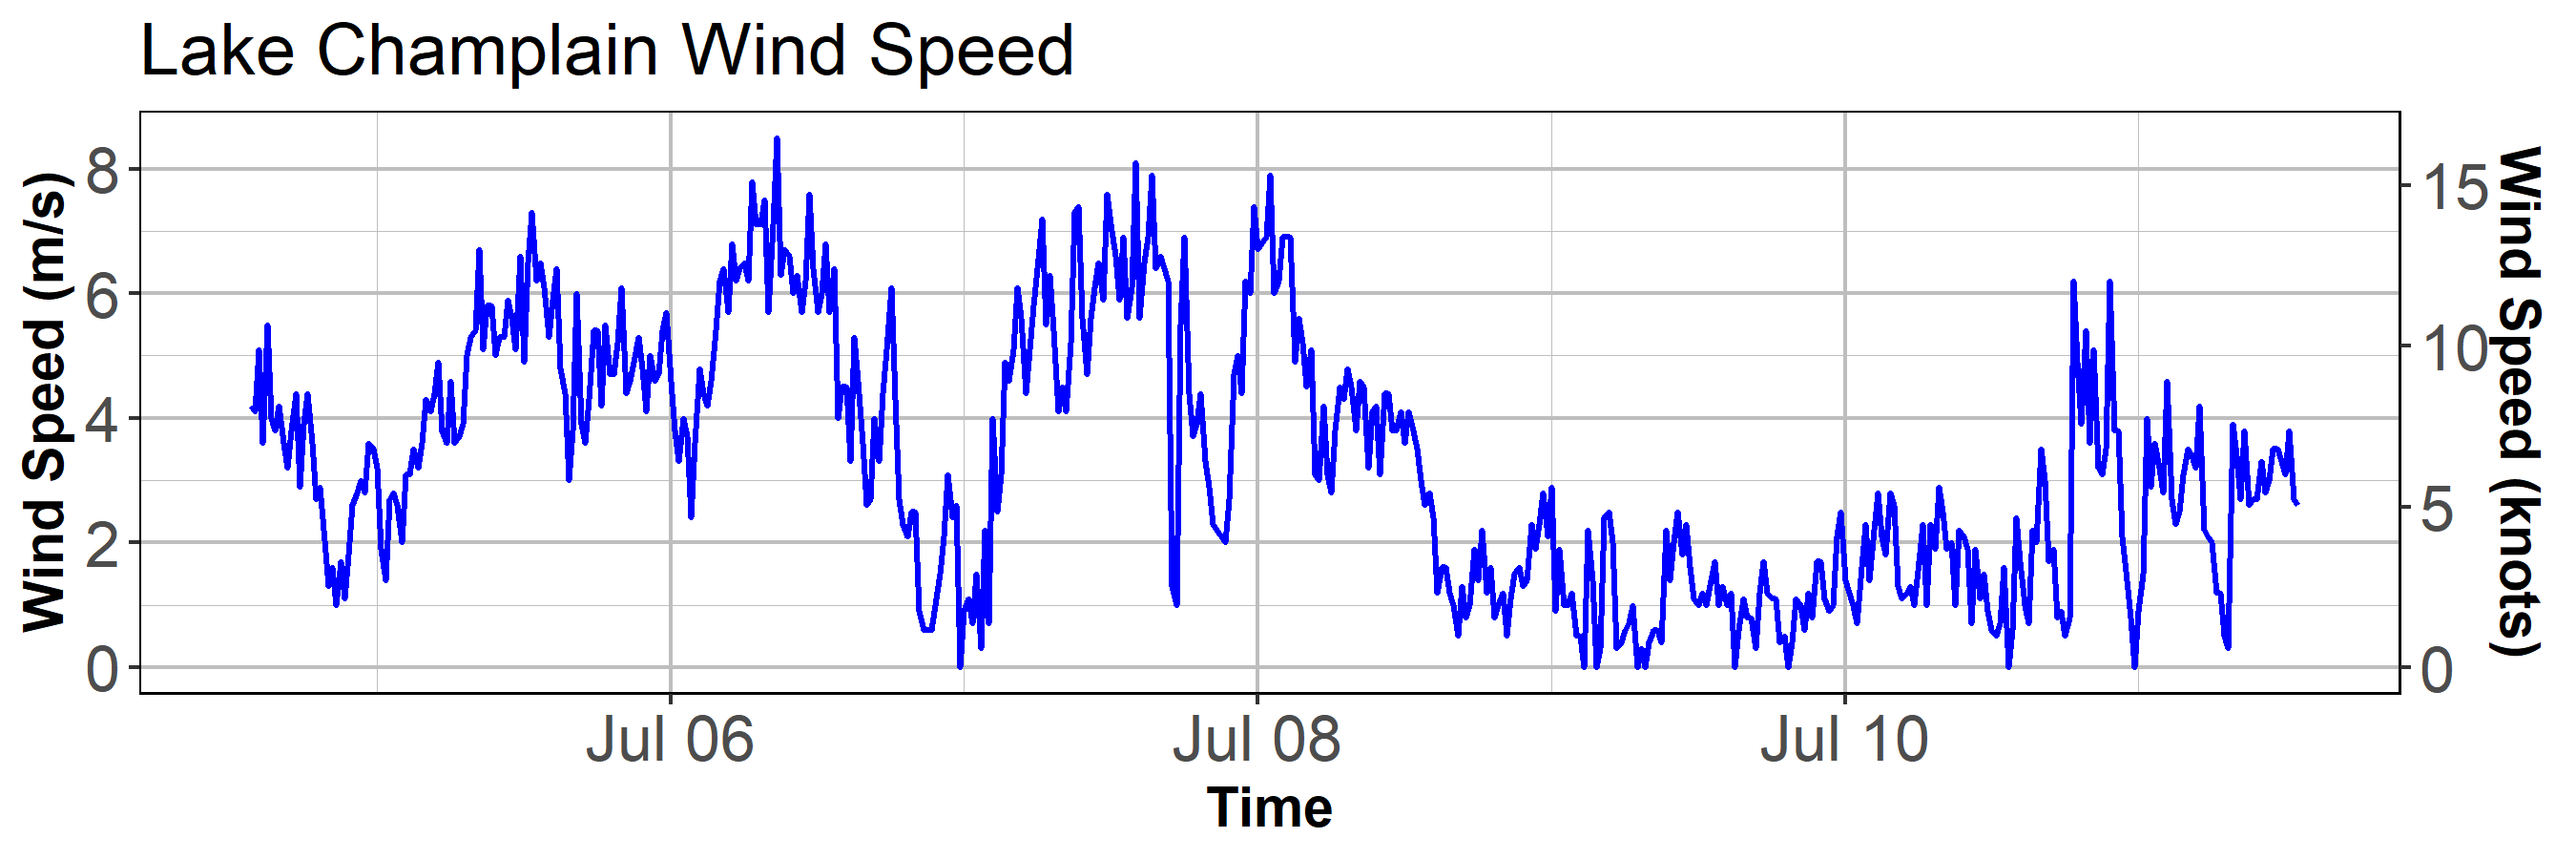 Lake Champlain Wind Speed
Wind Speed (m/s)
8
6
4
2
0
15
10
5
0
Wind Speed (knots)
Jul 06
Jul 08
Jul 10
Time